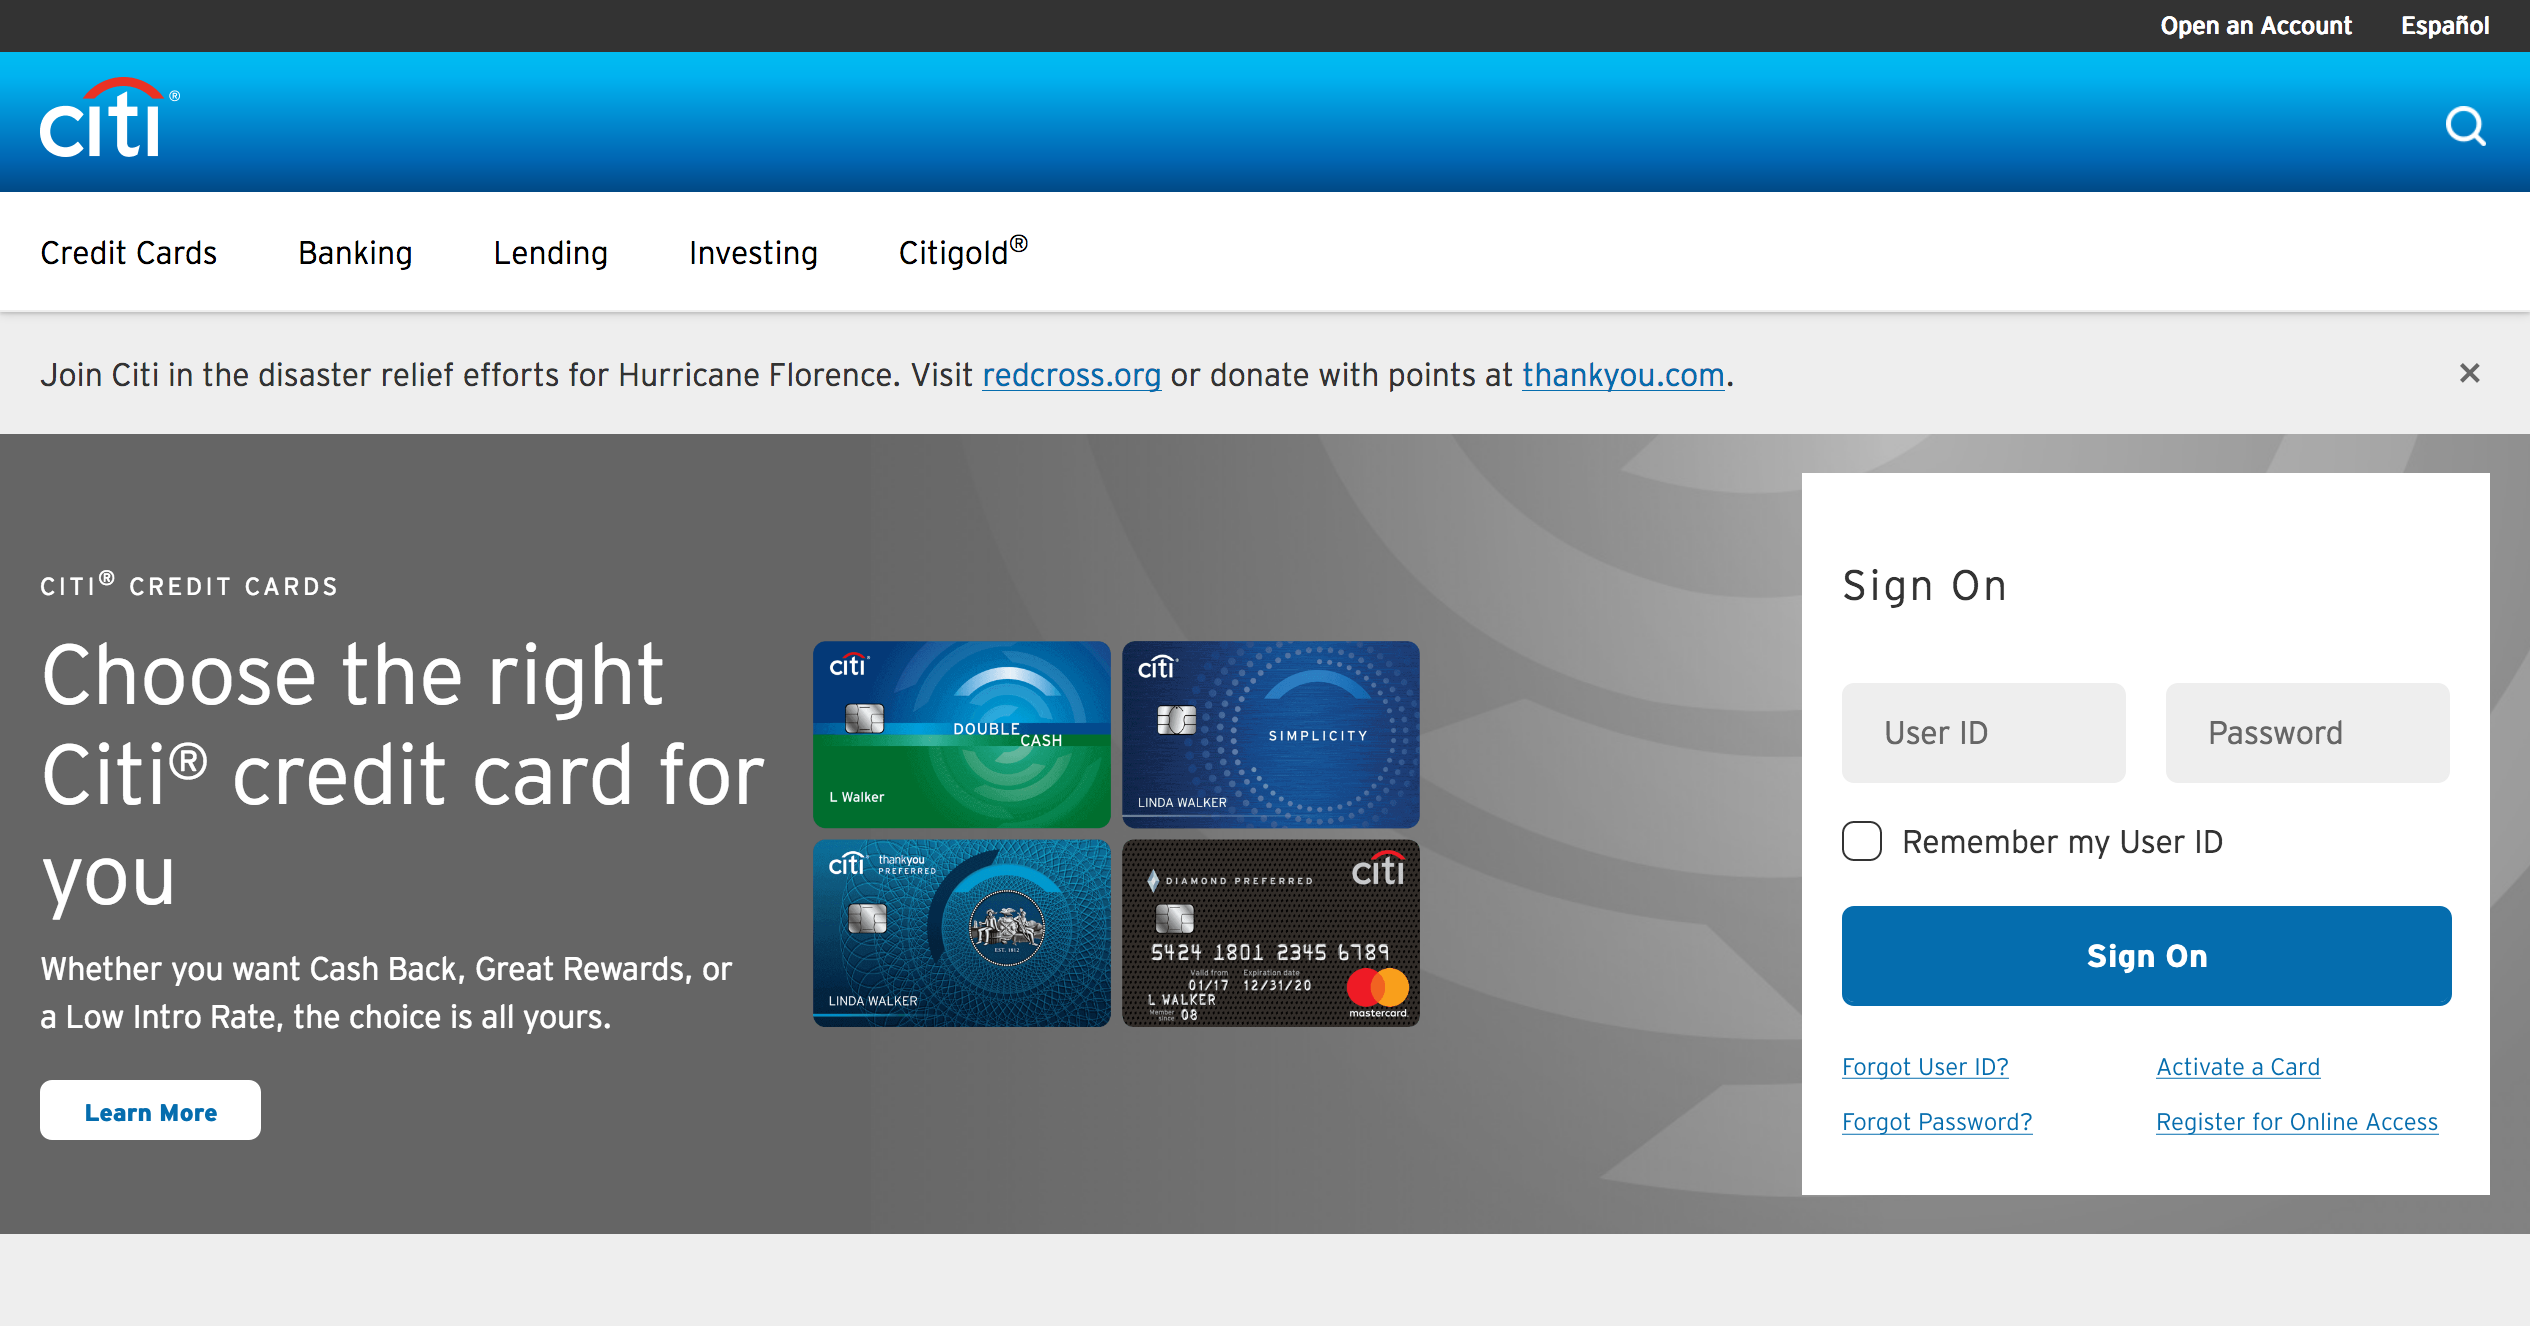 Open an Account
Español
citi®
Credit Cards
Banking
Lending
Investing
Citigold®
Join Citi in the disaster relief efforts for Hurricane Florence. Visit redcross.org or donate with points at thankyou.com.
CITI® CREDIT CARDS
Choose the right
Citi® credit card for
you
Whether you want Cash Back, Great Rewards, or
a Low Intro Rate, the choice is all yours.
Learn More
citi®
DOUBLE
CASH
L Walker
citi®
SIMPLICITY
LINDA WALKER
citi®
thankyou
PREFERRED
EST. 1812
LINDA WALKER
DIAMOND PREFERRED
citi
5424 1801 2345 6789
Valid from Expiration date
01/17 12/31/20
L WALKER
Member
since 08
mastercard
Sign On
User ID
Password
Remember my User ID
Sign On
Forgot User ID?
Activate a Card
Forgot Password?
Register for Online Access